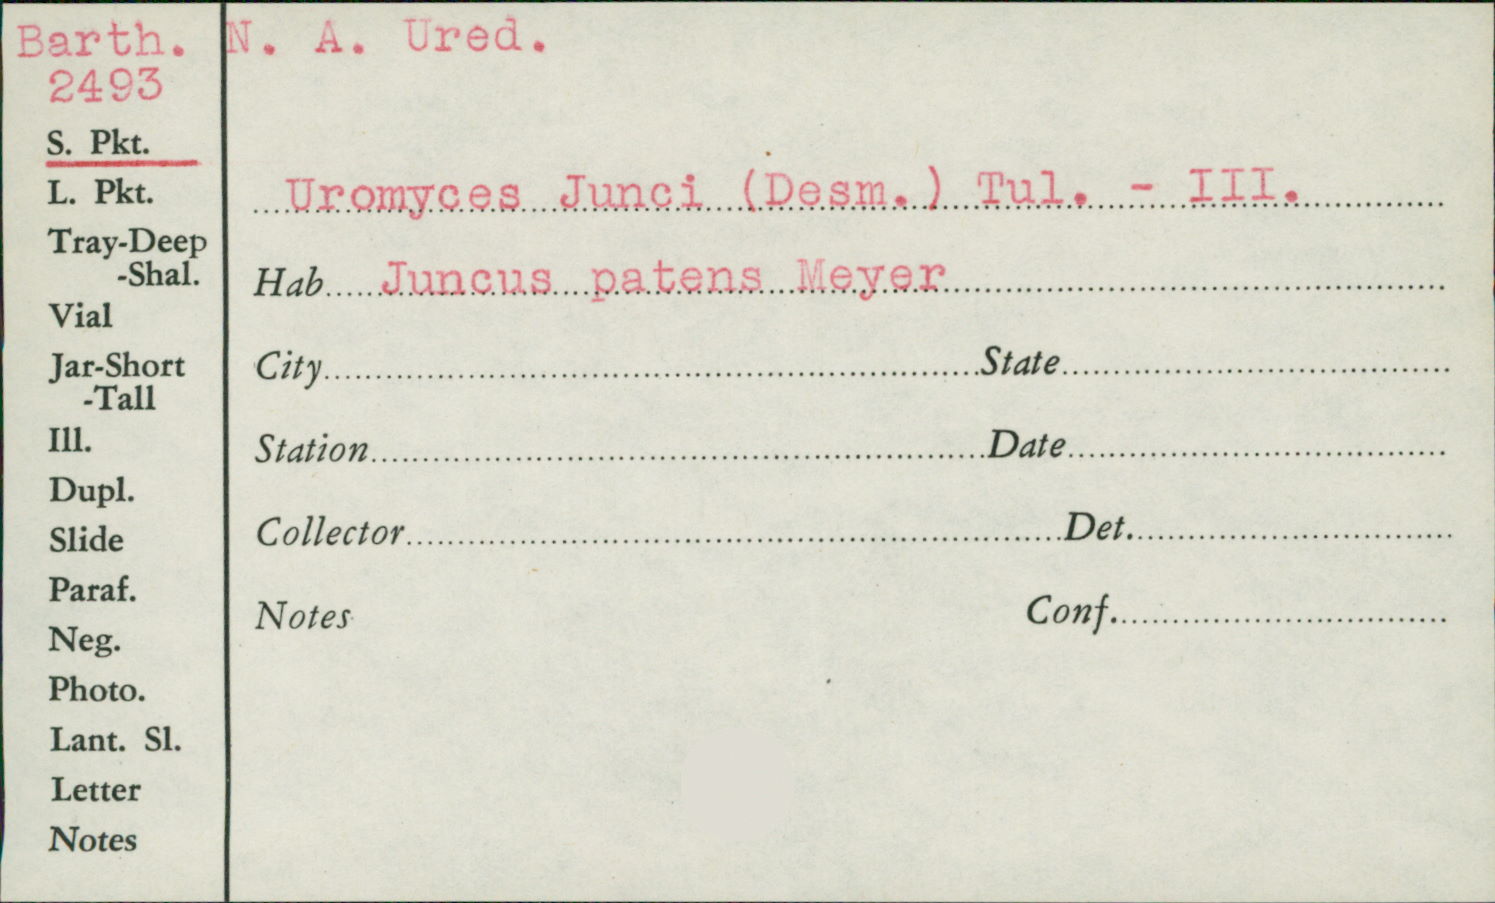 Barth. N. A. Ured.
2493
S. Pkt.
L. Pkt.
Tray-Deep
-Shal.
Vial
Jar-Short
-Tall
Ill.
Dupl.
Slide
Paraf.
Neg.
Photo.
Lant. Sl.
Letter
Notes
Uromyces Junci (Desm.) Tul. - III.
Hab Juncus patens Meyer
City State
Station Date
Collector Det.
Notes Conf.